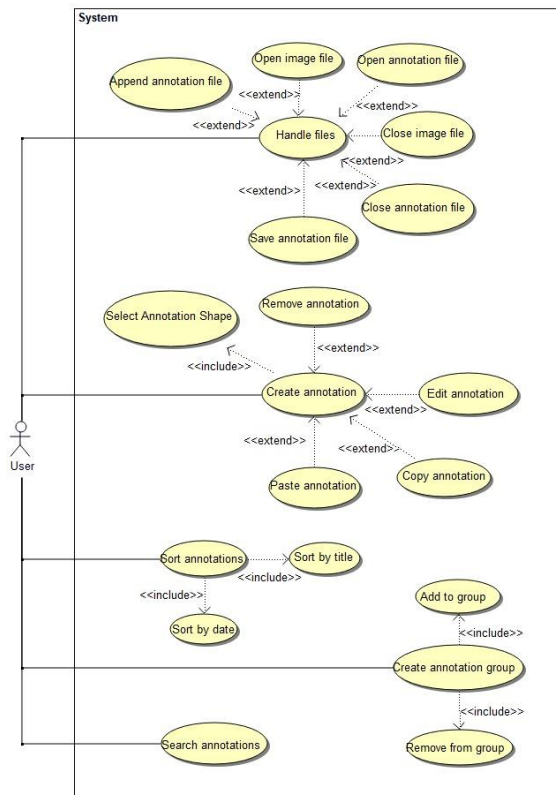 System
Open image file
Open annotation file
Append annotation file
<<extend>>
<<extend>>
<<extend>>
Handle files
Close image file
<<extend>>
<<extend>>
<<extend>>
Close annotation file
Save annotation file
Remove annotation
Select Annotation Shape
<<extend>>
<<include>>
Create annotation
Edit annotation
<<extend>>
<<extend>>
<<extend>>
Paste annotation
Copy annotation
User
Sort annotations
Sort by title
<<include>>
<<include>>
Add to group
Sort by date
<<include>>
Create annotation group
<<include>>
Search annotations
Remove from group